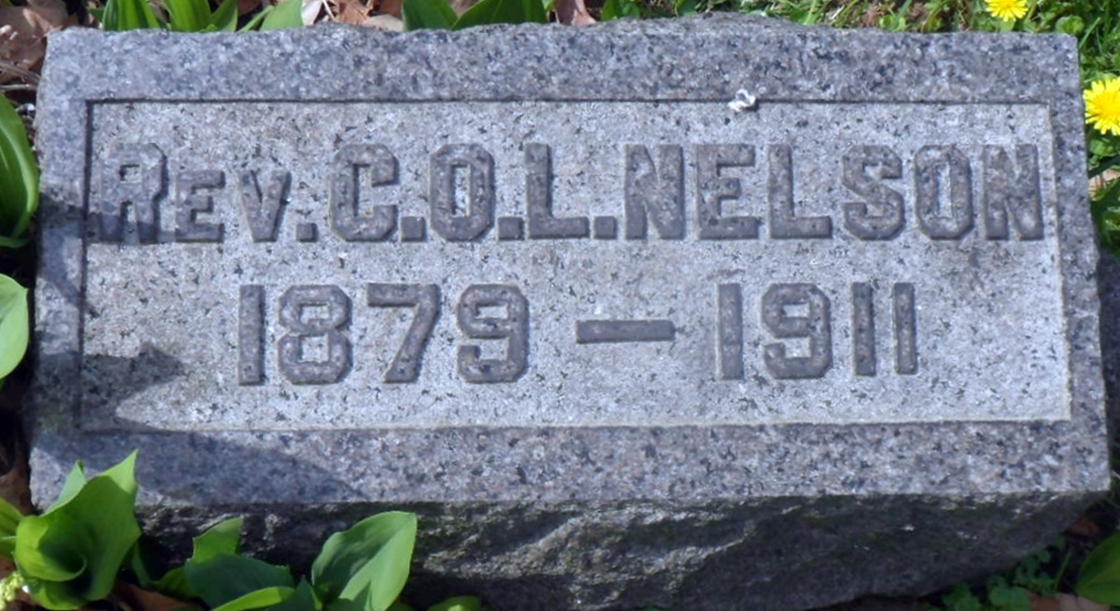 REV. C.O.L. NELSON
1879 — 1911